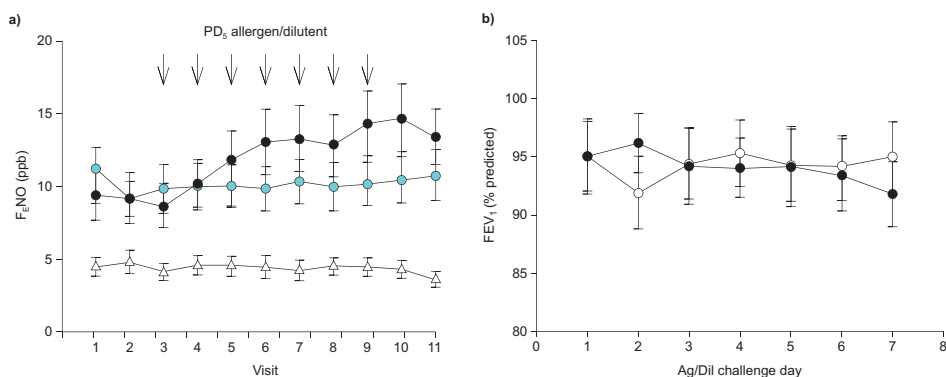 a)
PD₅ allergen/dilutent
20
15
10
5
0
FᴇNO (ppb)
1 2 3 4 5 6 7 8 9 10 11
Visit
b)
105
100
95
90
85
80
FEV₁ (% predicted)
0 1 2 3 4 5 6 7 8
Ag/Dil challenge day